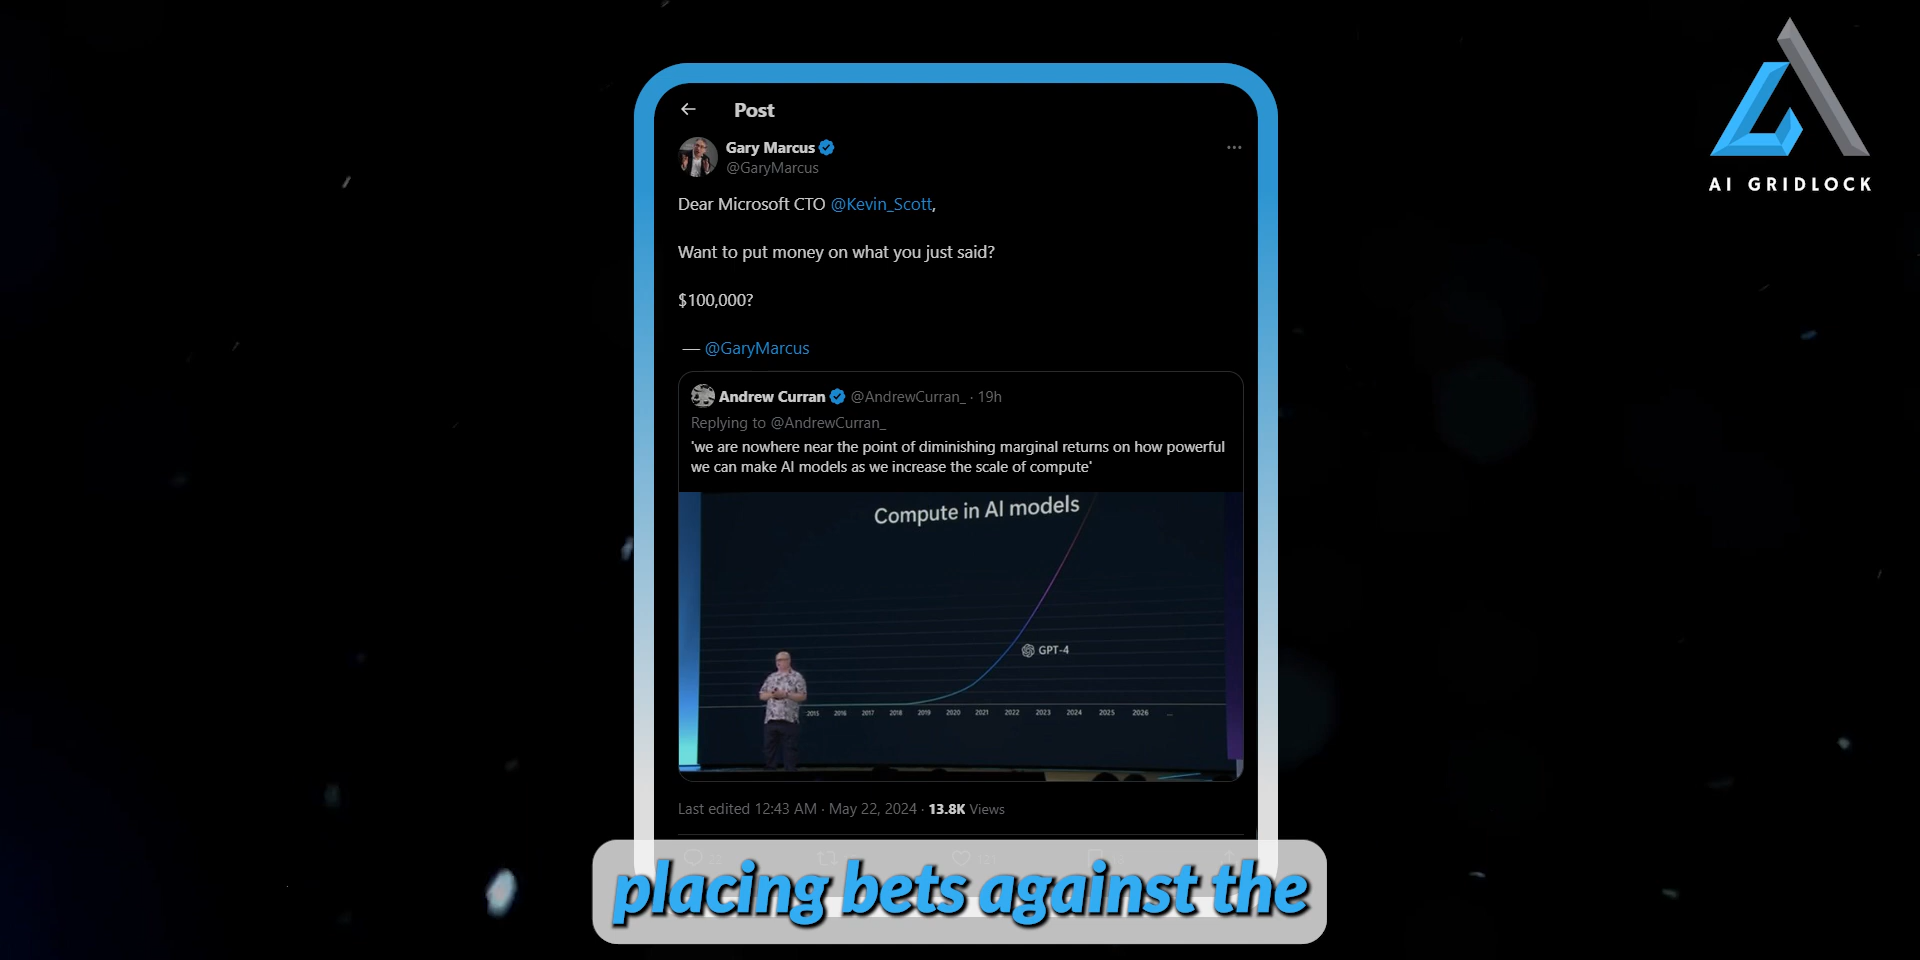 Post
Gary Marcus
@GaryMarcus
Dear Microsoft CTO @Kevin_Scott,
Want to put money on what you just said?
$100,000?
— @GaryMarcus
Andrew Curran @AndrewCurran_ · 19h
Replying to @AndrewCurran_
'we are nowhere near the point of diminishing marginal returns on how powerful
we can make AI models as we increase the scale of compute'
Compute in AI models
GPT-4
2015 2016 2017 2018 2019 2020 2021 2022 2023 2024 2025 2026 ...
Last edited 12:43 AM · May 22, 2024 · 13.8K Views
placing bets against the
AI GRIDLOCK